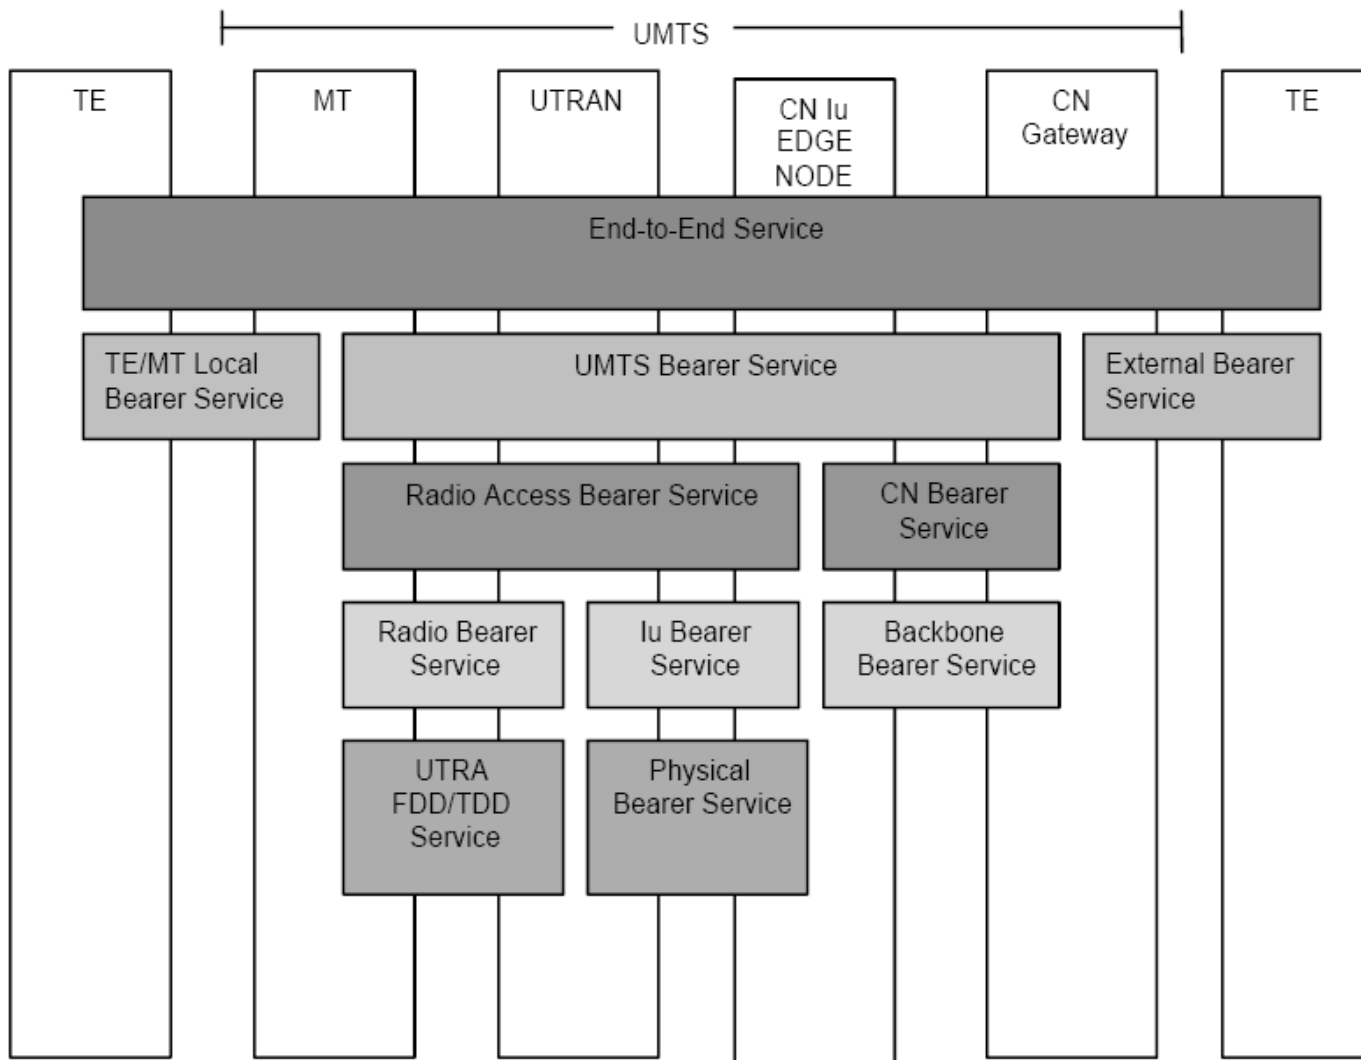 UMTS
TE
MT
UTRAN
CN Iu
EDGE
NODE
CN
Gateway
TE
End-to-End Service
TE/MT Local
Bearer Service
UMTS Bearer Service
External Bearer
Service
Radio Access Bearer Service
CN Bearer
Service
Radio Bearer
Service
Iu Bearer
Service
Backbone
Bearer Service
UTRA
FDD/TDD
Service
Physical
Bearer Service